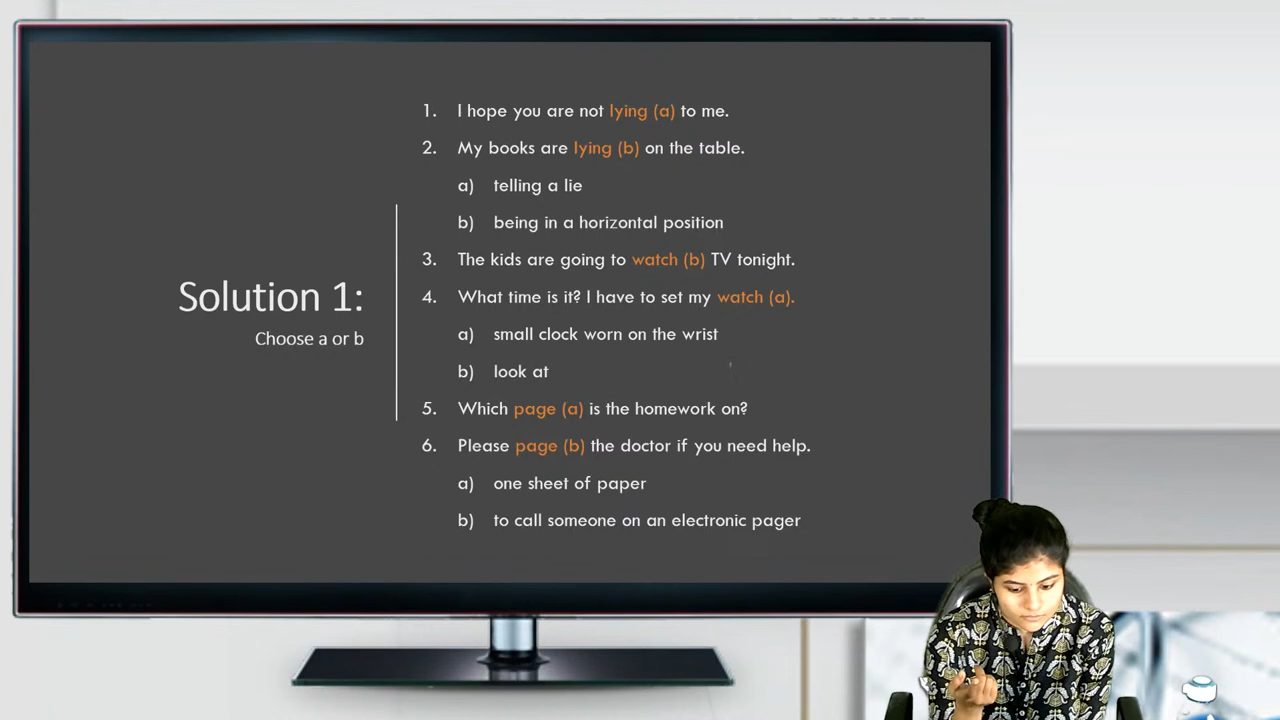 Solution 1:
Choose a or b
1. I hope you are not lying (a) to me.
2. My books are lying (b) on the table.
a) telling a lie
b) being in a horizontal position
3. The kids are going to watch (b) TV tonight.
4. What time is it? I have to set my watch (a).
a) small clock worn on the wrist
b) look at
5. Which page (a) is the homework on?
6. Please page (b) the doctor if you need help.
a) one sheet of paper
b) to call someone on an electronic pager